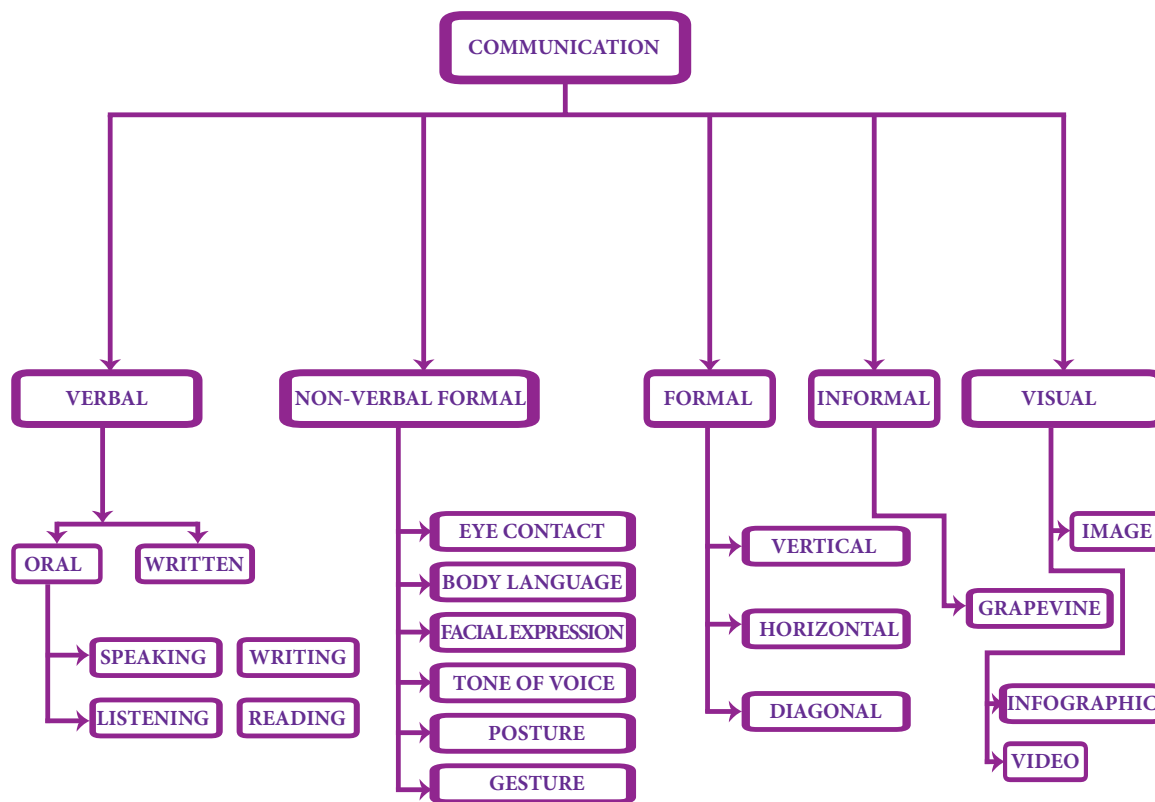 COMMUNICATION
VERBAL
NON-VERBAL FORMAL
FORMAL
INFORMAL
VISUAL
ORAL
WRITTEN
SPEAKING
WRITING
LISTENING
READING
EYE CONTACT
BODY LANGUAGE
FACIAL EXPRESSION
TONE OF VOICE
POSTURE
GESTURE
VERTICAL
HORIZONTAL
DIAGONAL
GRAPEVINE
IMAGE
INFOGRAPHIC
VIDEO